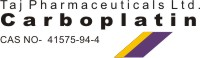 Taj Pharmaceuticals Ltd.
Carboplatin
CAS NO- 41575-94-4